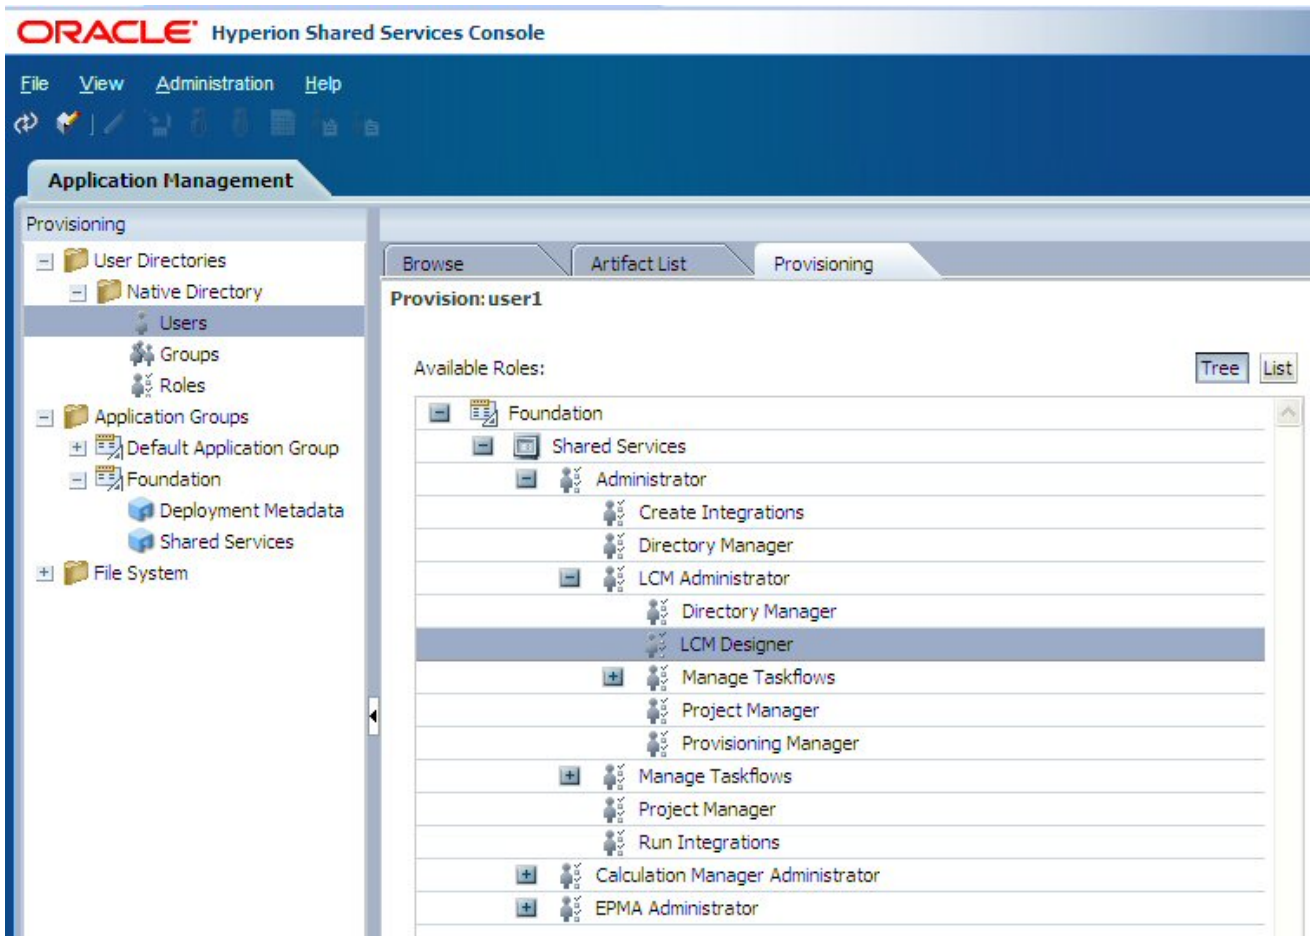 ORACLE Hyperion Shared Services Console
File View Administration Help
Application Management
Provisioning
User Directories
Native Directory
Users
Groups
Roles
Application Groups
Default Application Group
Foundation
Deployment Metadata
Shared Services
File System
Browse Artifact List Provisioning
Provision: user1
Available Roles: Tree List
Foundation
Shared Services
Administrator
Create Integrations
Directory Manager
LCM Administrator
Directory Manager
LCM Designer
Manage Taskflows
Project Manager
Provisioning Manager
Manage Taskflows
Project Manager
Run Integrations
Calculation Manager Administrator
EPMA Administrator